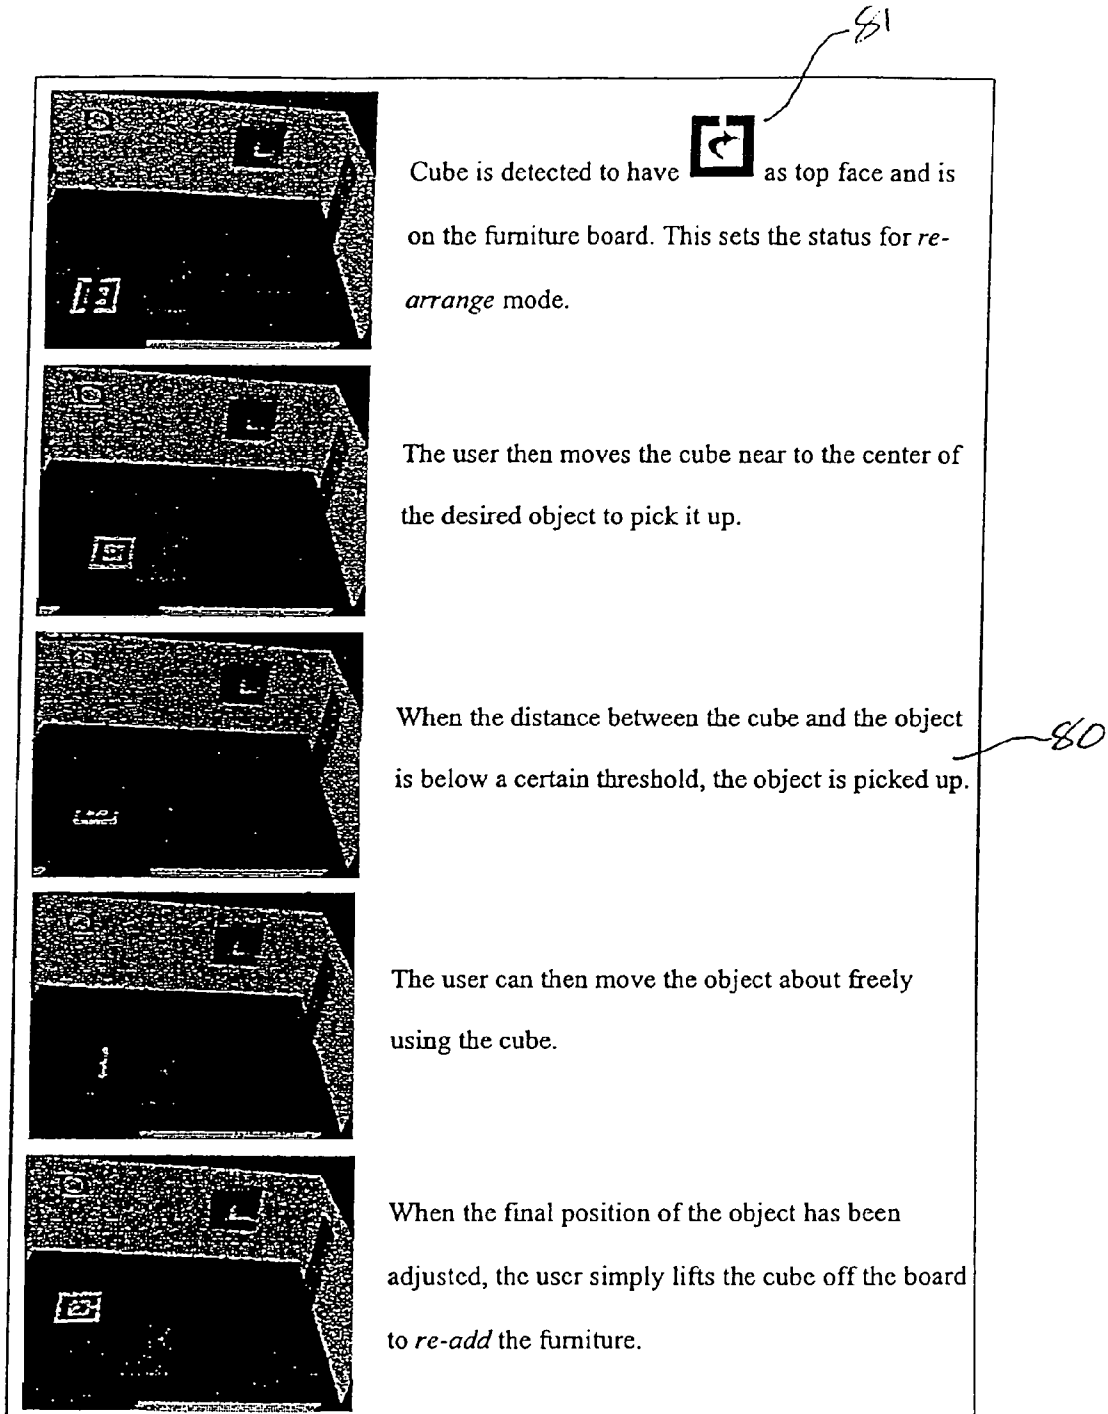 81
Cube is detected to have as top face and is
on the furniture board. This sets the status for re-
arrange mode.
The user then moves the cube near to the center of
the desired object to pick it up.
When the distance between the cube and the object
80
is below a certain threshold, the object is picked up.
The user can then move the object about freely
using the cube.
When the final position of the object has been
adjusted, the user simply lifts the cube off the board
to re-add the furniture.